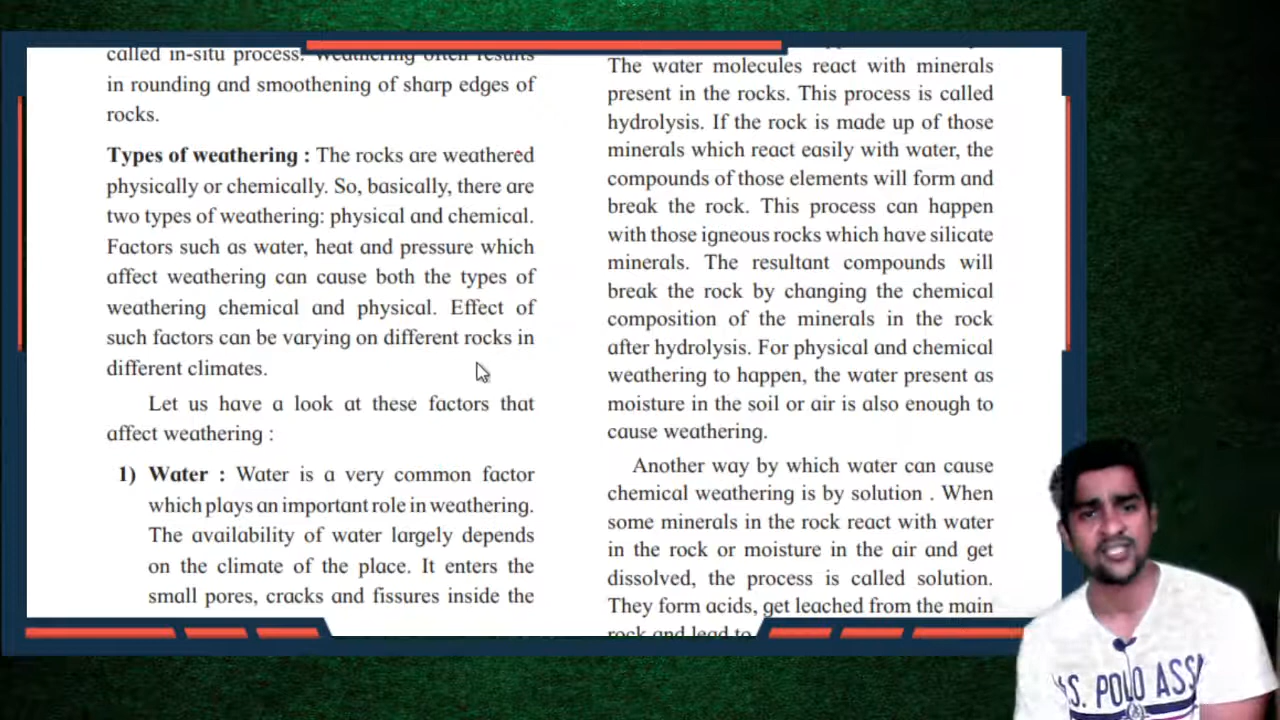 called in-situ process. Weathering often results
in rounding and smoothening of sharp edges of
rocks.
Types of weathering : The rocks are weathered
physically or chemically. So, basically, there are
two types of weathering: physical and chemical.
Factors such as water, heat and pressure which
affect weathering can cause both the types of
weathering chemical and physical. Effect of
such factors can be varying on different rocks in
different climates.
Let us have a look at these factors that
affect weathering :
1) Water : Water is a very common factor
which plays an important role in weathering.
The availability of water largely depends
on the climate of the place. It enters the
small pores, cracks and fissures inside the
The water molecules react with minerals
present in the rocks. This process is called
hydrolysis. If the rock is made up of those
minerals which react easily with water, the
compounds of those elements will form and
break the rock. This process can happen
with those igneous rocks which have silicate
minerals. The resultant compounds will
break the rock by changing the chemical
composition of the minerals in the rock
after hydrolysis. For physical and chemical
weathering to happen, the water present as
moisture in the soil or air is also enough to
cause weathering.
Another way by which water can cause
chemical weathering is by solution . When
some minerals in the rock react with water
in the rock or moisture in the air and get
dissolved, the process is called solution.
They form acids, get leached from the main
rock and lead to
U.S. POLO ASSN